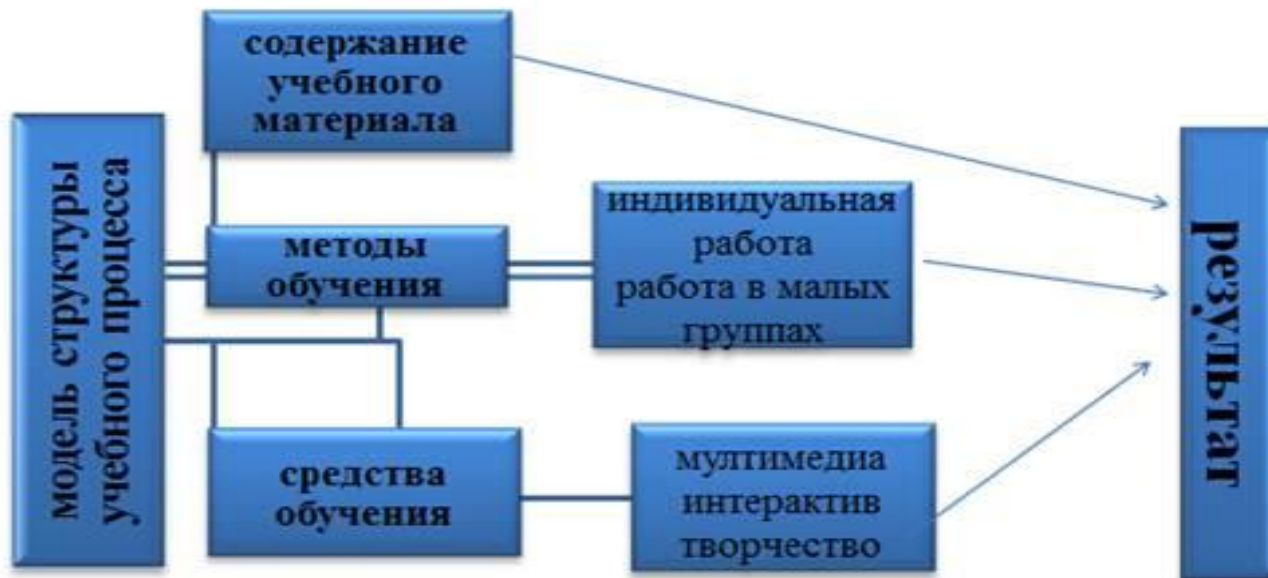 модель структуры
учебного процесса
содержание
учебного
материала
методы
обучения
индивидуальная
работа
работа в малых
группах
средства
обучения
мултимедиа
интерактив
творчество
результат